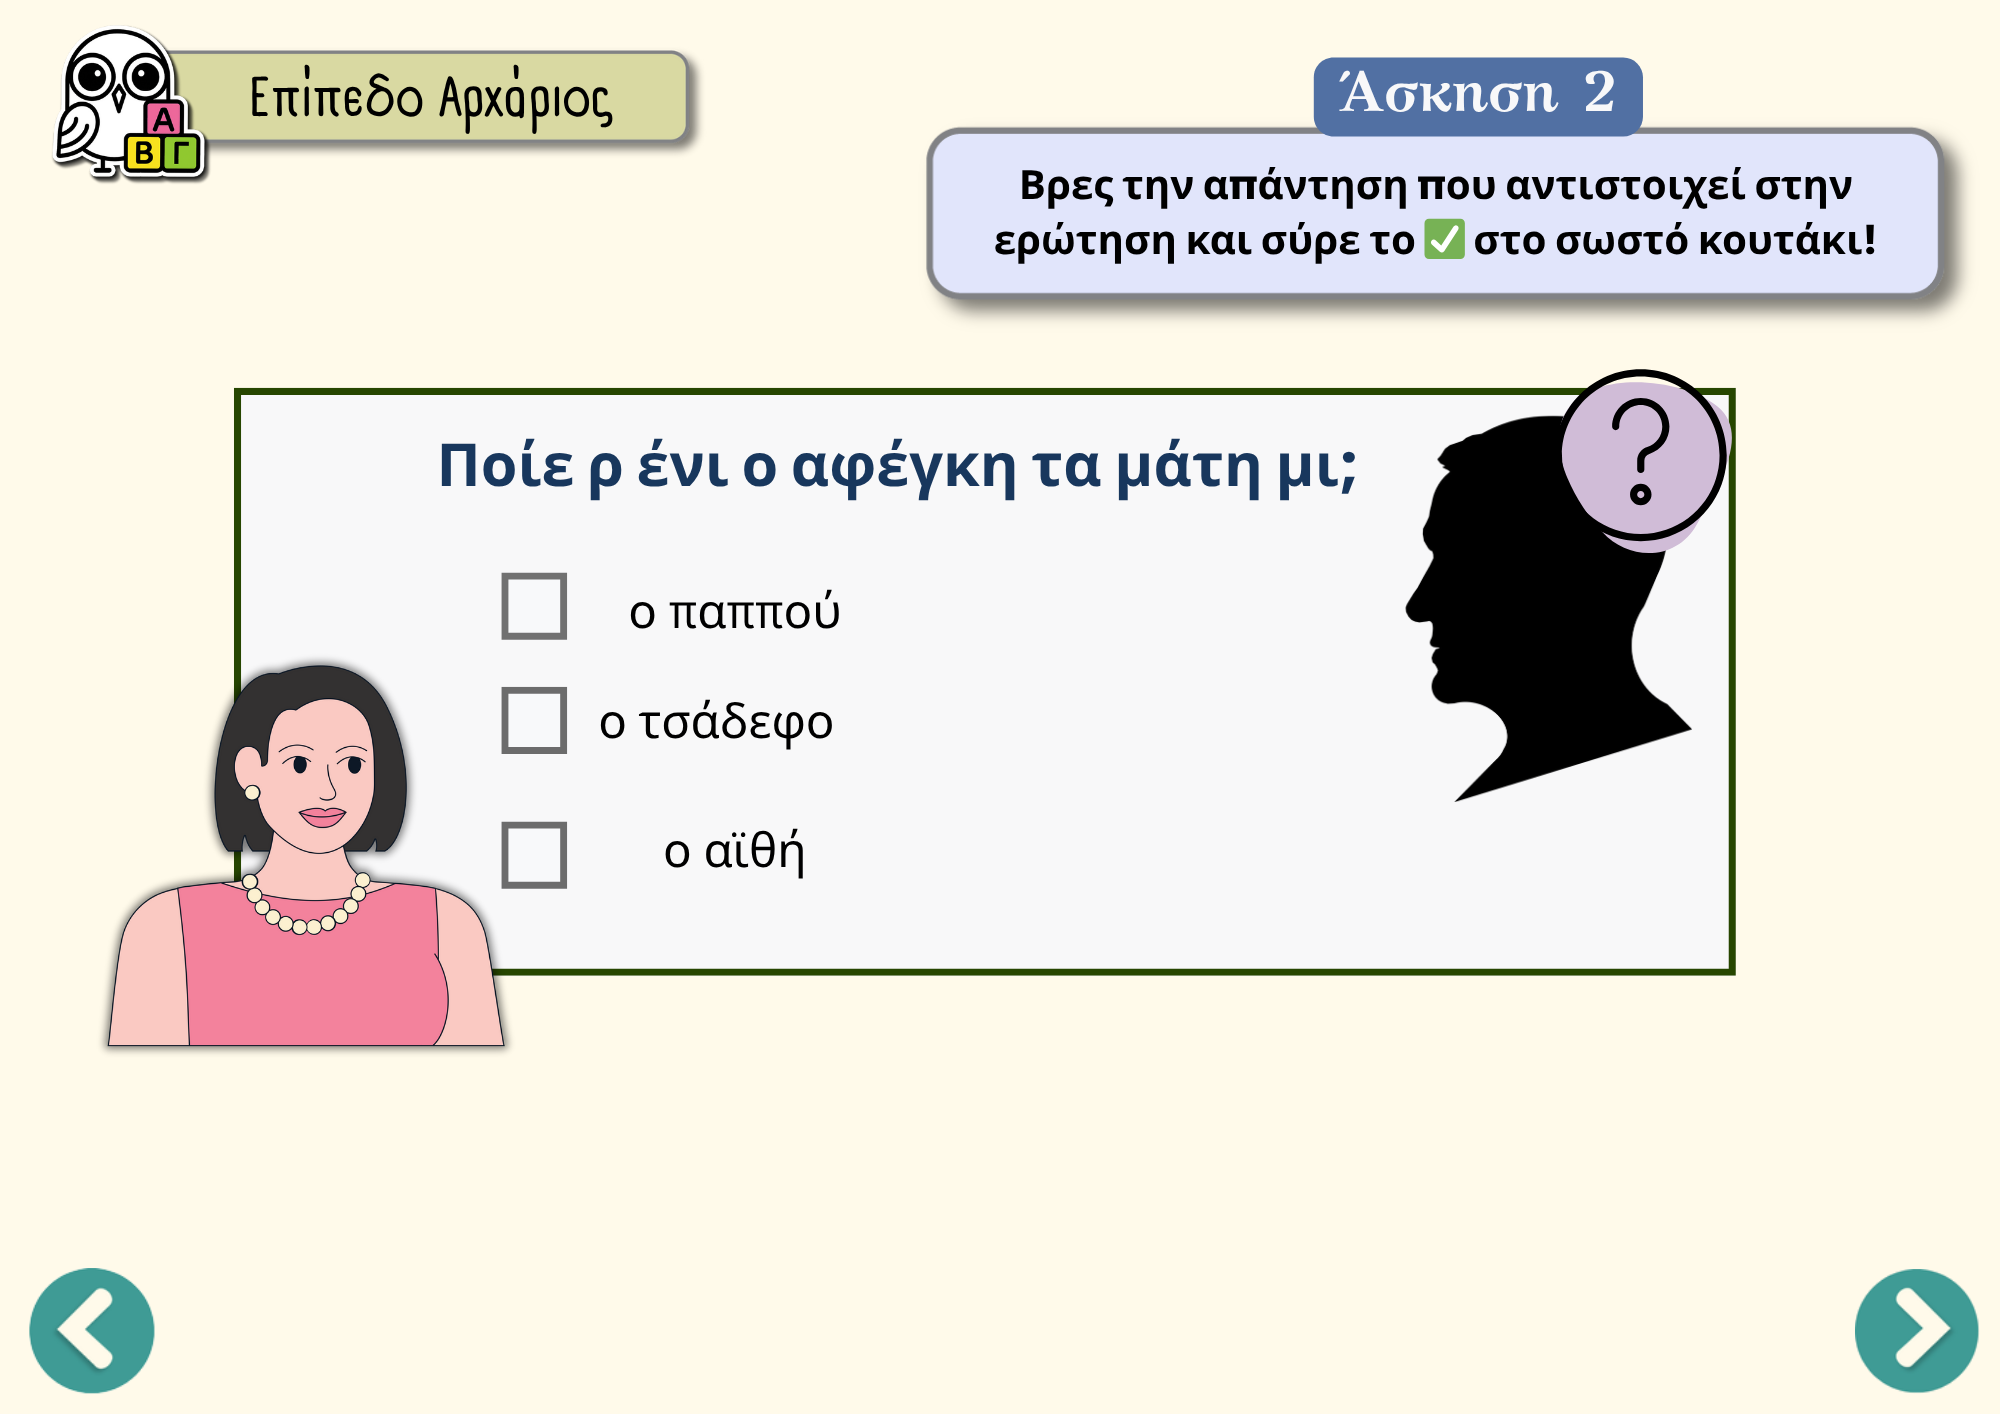 Επίπεδο Αρχάριος
Α
Β Γ
Άσκηση 2
Βρες την απάντηση που αντιστοιχεί στην
ερώτηση και σύρε το ✅ στο σωστό κουτάκι!
?
Ποίε ρ ένι ο αφέγκη τα μάτη μι;
ο παππού
ο τσάδεφο
ο αϊθή